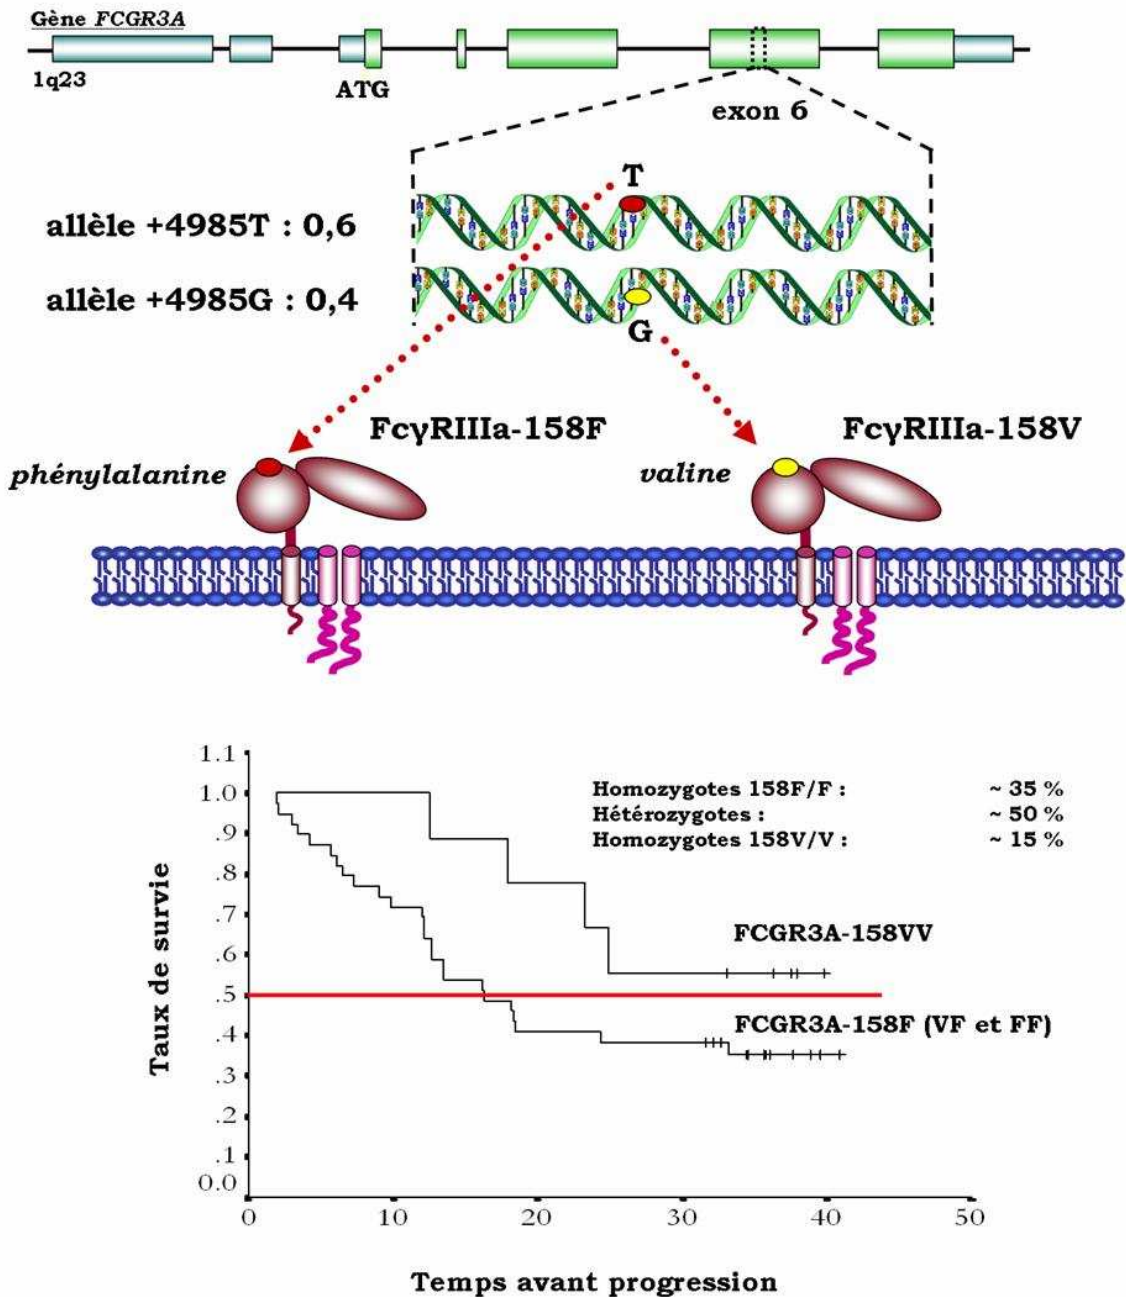 Gène FCGR3A
1q23
ATG
exon 6
T
allèle +4985T : 0,6
allèle +4985G : 0,4
G
FcγRIIIa-158F
FcγRIIIa-158V
phénylalanine
valine
1.1
1.0
.9
.8
.7
.6
.5
.4
.3
.2
.1
0.0
Taux de survie
Homozygotes 158F/F : ~ 35 %
Hétérozygotes : ~ 50 %
Homozygotes 158V/V : ~ 15 %
FCGR3A-158VV
FCGR3A-158F (VF et FF)
0 10 20 30 40 50
Temps avant progression